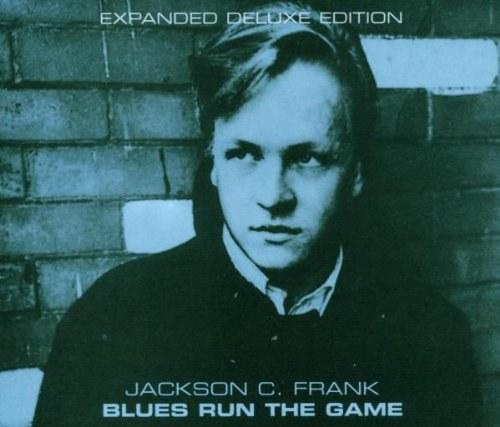 EXPANDED DELUXE EDITION
JACKSON C. FRANK
BLUES RUN THE GAME